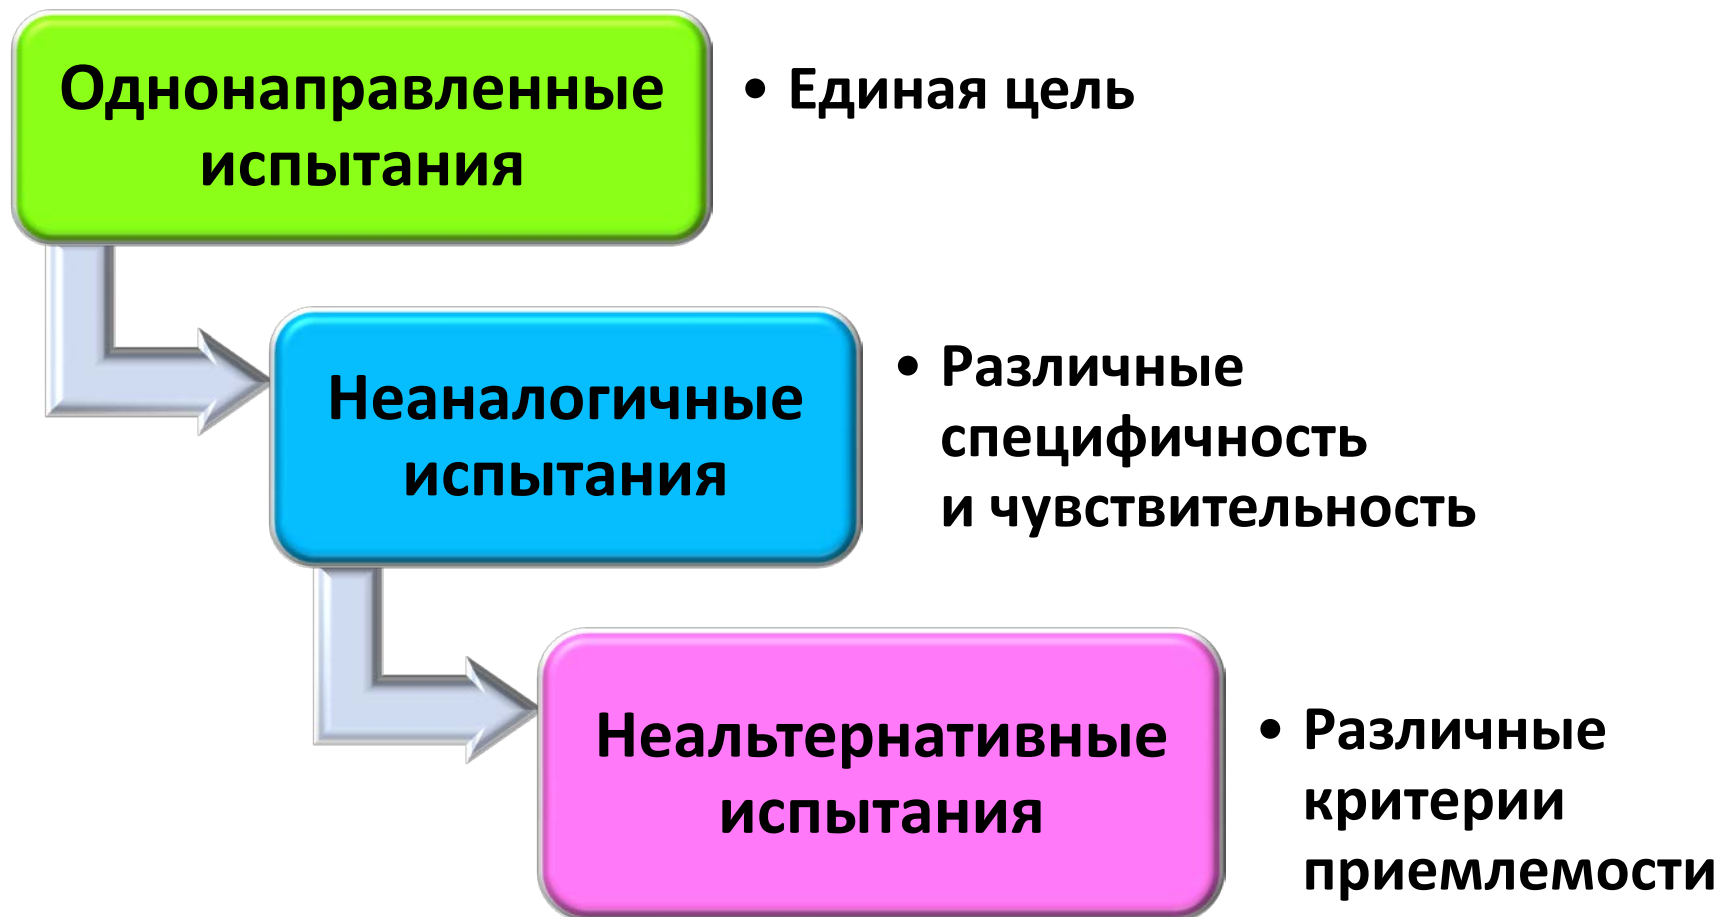 Однонаправленные
испытания
• Единая цель
Неаналогичные
испытания
• Различные
специфичность
и чувствительность
Неальтернативные
испытания
• Различные
критерии
приемлемости